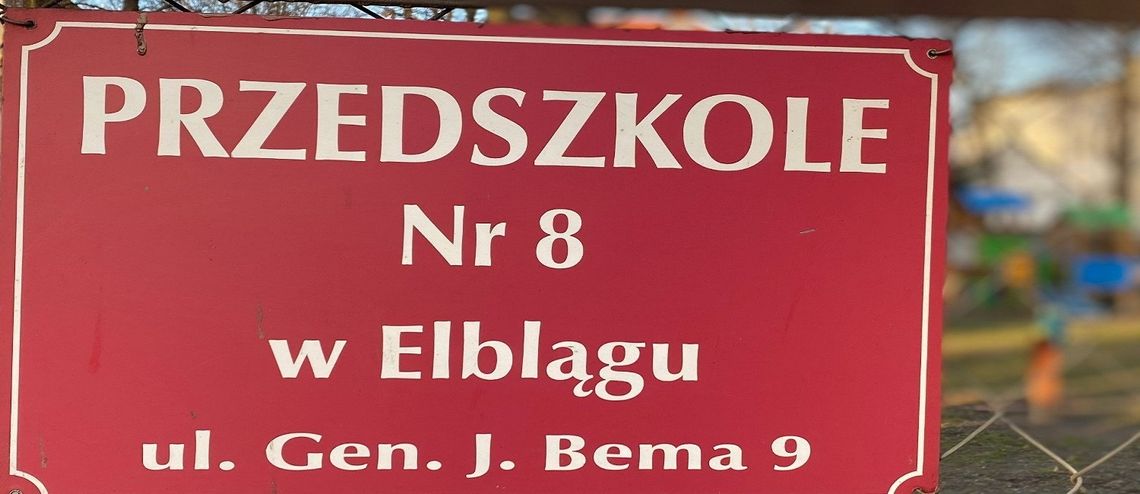 PRZEDSZKOLE
Nr 8
w Elblągu
ul. Gen. J. Bema 9